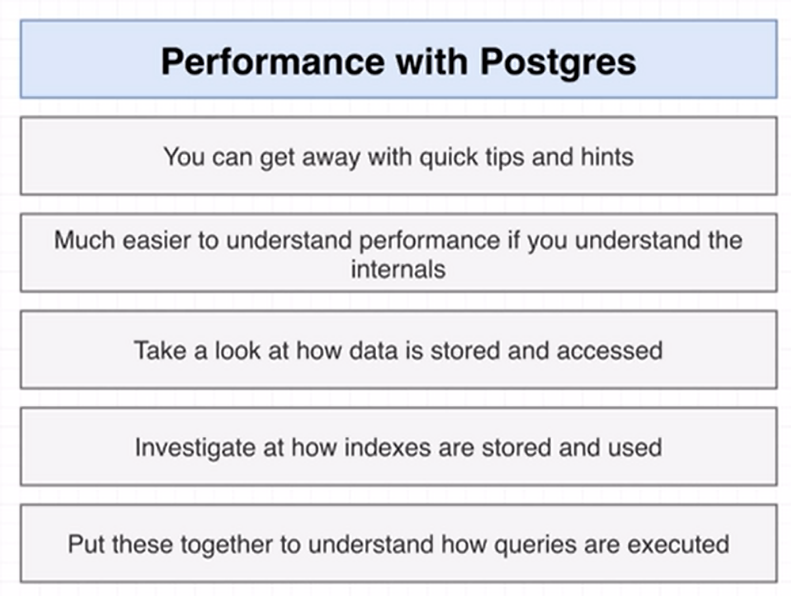 Performance with Postgres
You can get away with quick tips and hints
Much easier to understand performance if you understand the
internals
Take a look at how data is stored and accessed
Investigate at how indexes are stored and used
Put these together to understand how queries are executed